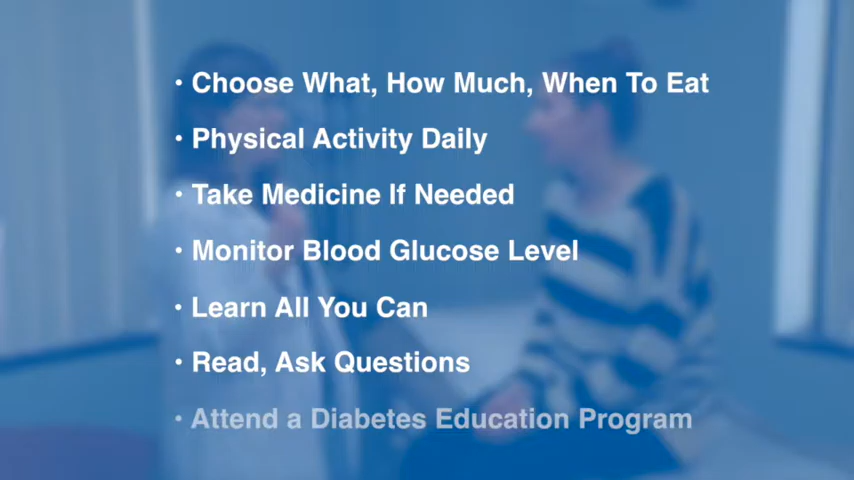 • Choose What, How Much, When To Eat
• Physical Activity Daily
• Take Medicine If Needed
• Monitor Blood Glucose Level
• Learn All You Can
• Read, Ask Questions
• Attend a Diabetes Education Program